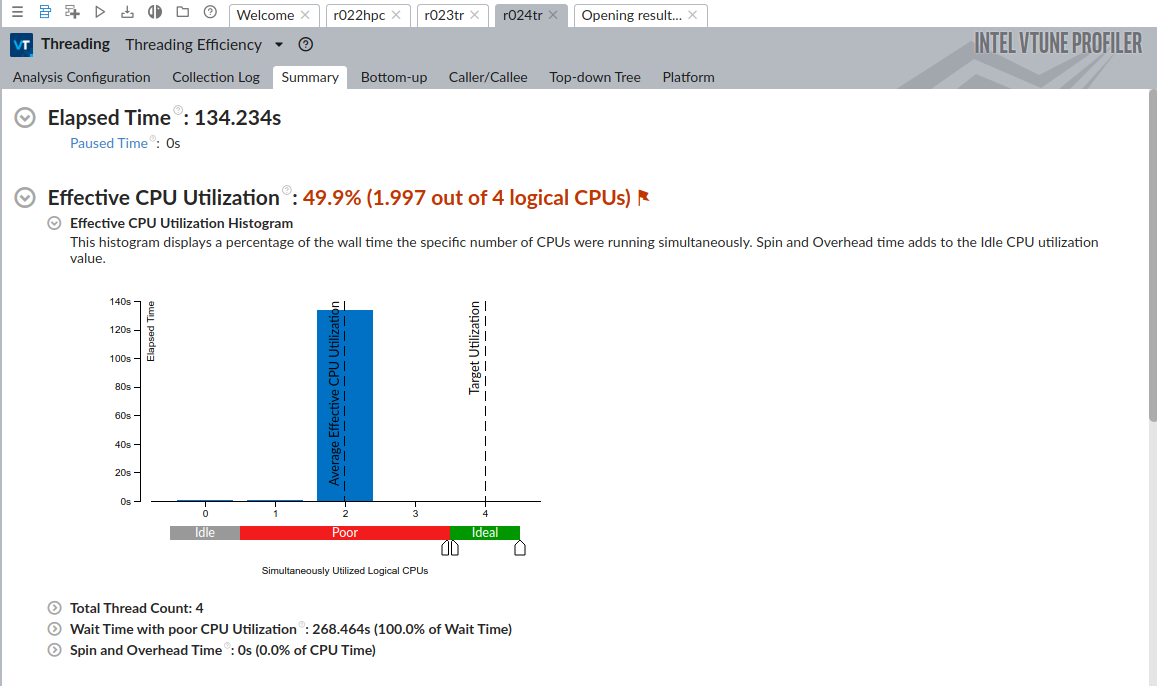 Welcome
r022hpc
r023tr
r024tr
Opening result...
VT Threading Threading Efficiency
INTEL VTUNE PROFILER
Analysis Configuration Collection Log Summary Bottom-up Caller/Callee Top-down Tree Platform
Elapsed Time: 134.234s
Paused Time: 0s
Effective CPU Utilization: 49.9% (1.997 out of 4 logical CPUs)
Effective CPU Utilization Histogram
This histogram displays a percentage of the wall time the specific number of CPUs were running simultaneously. Spin and Overhead time adds to the Idle CPU utilization
value.
140s
120s
100s
80s
60s
40s
20s
0s
Elapsed Time
Average Effective CPU Utilization
Target Utilization
0 1 2 3 4
Idle Poor Ideal
Simultaneously Utilized Logical CPUs
Total Thread Count: 4
Wait Time with poor CPU Utilization: 268.464s (100.0% of Wait Time)
Spin and Overhead Time: 0s (0.0% of CPU Time)